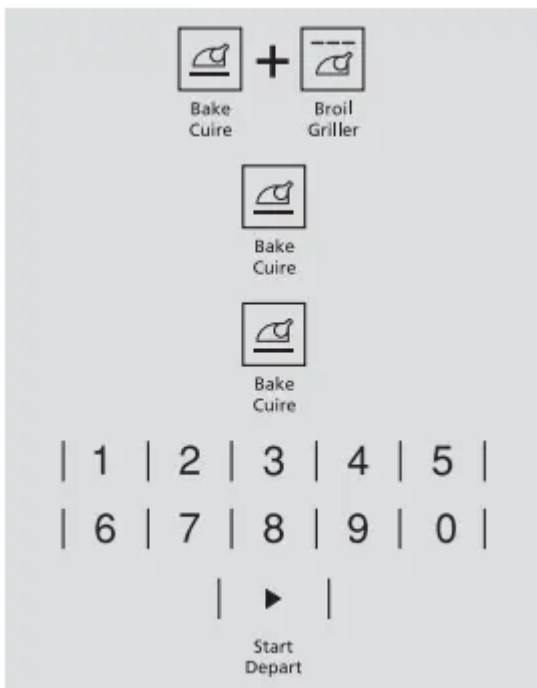 +
Bake Broil
Cuire Griller
Bake
Cuire
Bake
Cuire
| 1 | 2 | 3 | 4 | 5 |
| 6 | 7 | 8 | 9 | 0 |
Start
Depart